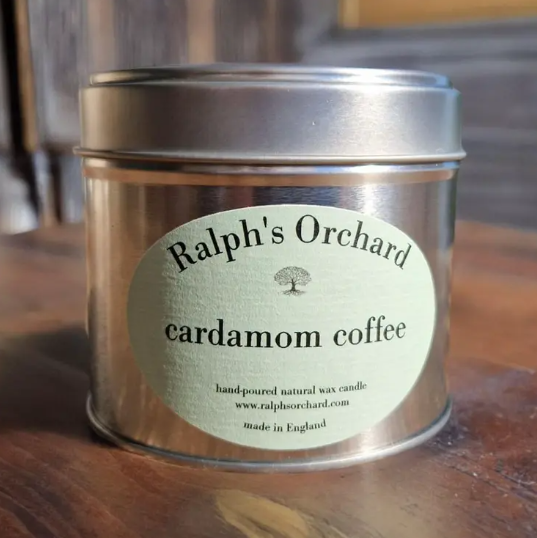 Ralph's Orchard
cardamom coffee
hand-poured natural wax candle
www.ralphsorchard.com
made in England